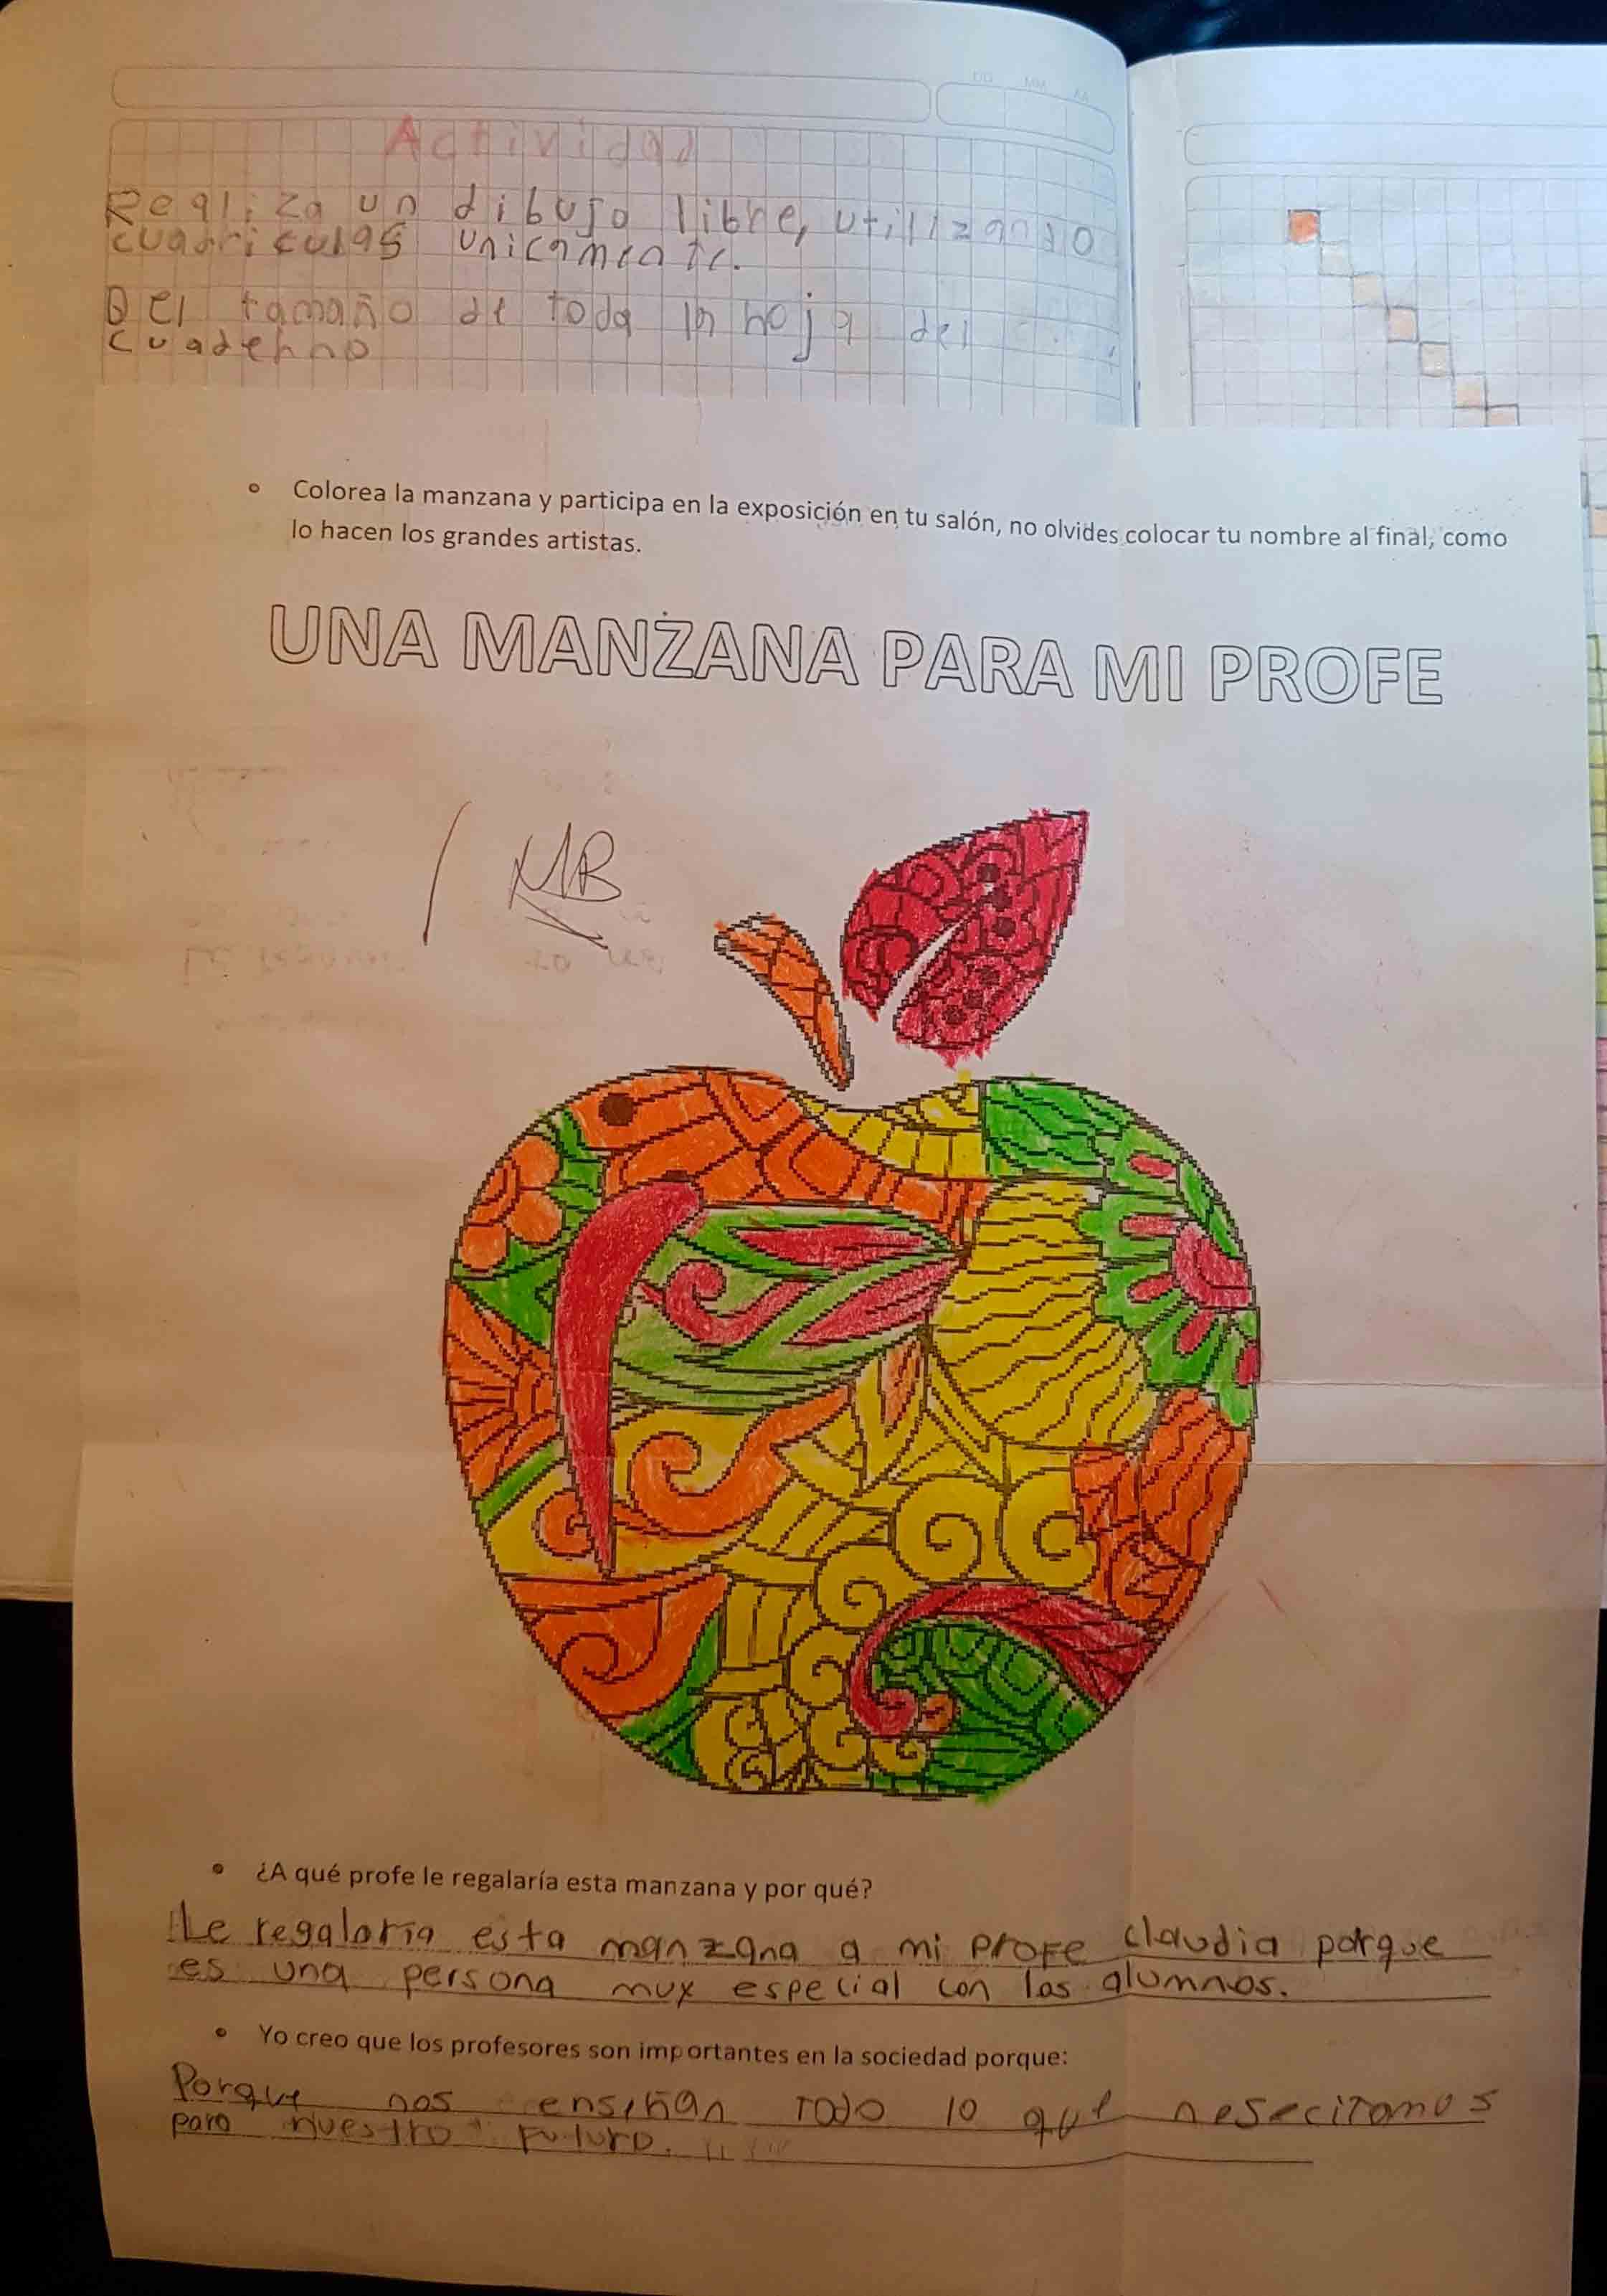 DD MM AA
Actividad
Realiza un dibujo libre, utilizando
cuadriculas unicamente.
Del tamaño de toda la hoja del
cuaderno
Colorea la manzana y participa en la exposición en tu salón, no olvides colocar tu nombre al final, como
lo hacen los grandes artistas.
UNA MANZANA PARA MI PROFE
MB
¿A qué profe le regalaría esta manzana y por qué?
Le regalaría esta manzana a mi profe claudia porque
es una persona muy especial con los alumnos.
Yo creo que los profesores son importantes en la sociedad porque:
Porque nos enseñan todo lo que nesecitamos
para nuestro futuro.